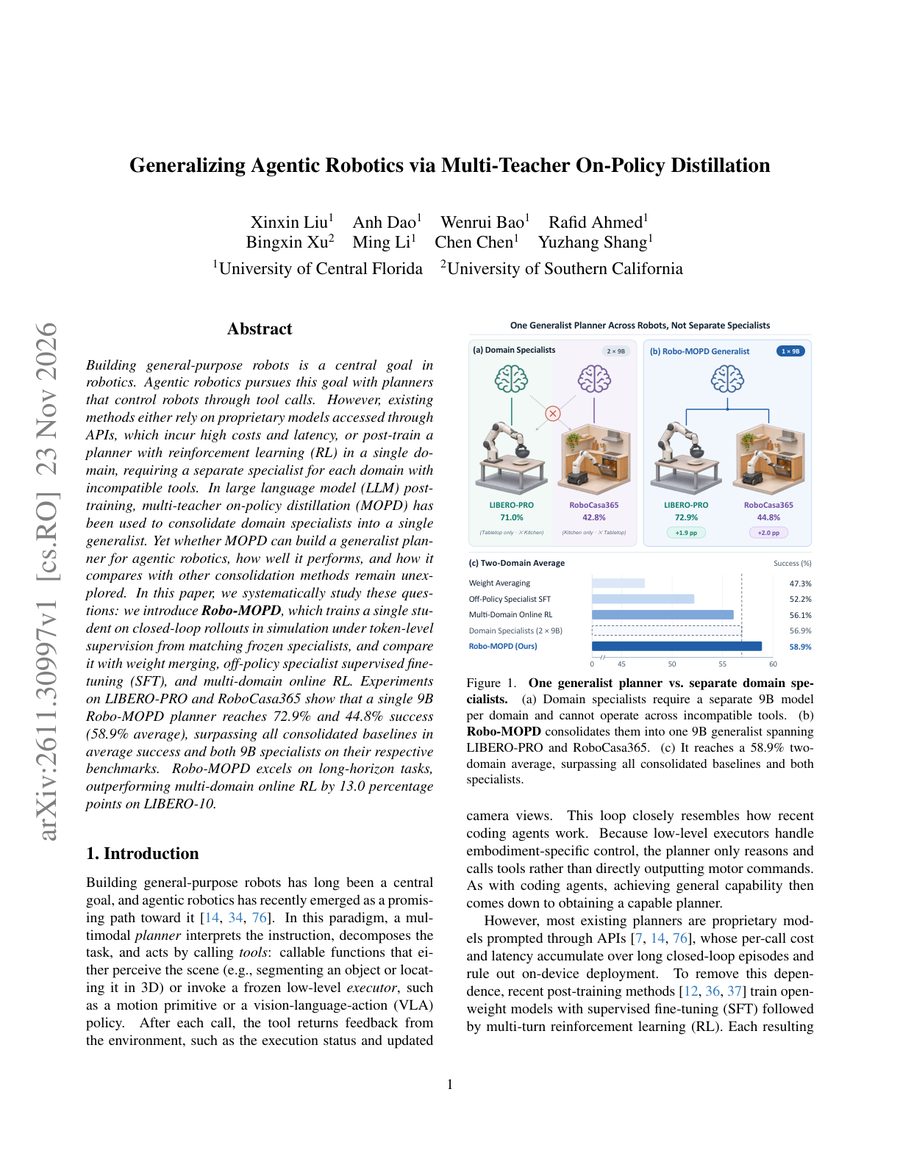 Generalizing Agentic Robotics via Multi-Teacher On-Policy Distillation
Xinxin Liu1 Anh Dao1 Wenrui Bao1 Rafid Ahmed1
Bingxin Xu2 Ming Li1 Chen Chen1 Yuzhang Shang1
1University of Central Florida 2University of Southern California
arXiv:2611.30997v1 [cs.RO] 23 Nov 2026
Abstract
Building general-purpose robots is a central goal in
robotics. Agentic robotics pursues this goal with planners
that control robots through tool calls. However, existing
methods either rely on proprietary models accessed through
APIs, which incur high costs and latency, or post-train a
planner with reinforcement learning (RL) in a single do-
main, requiring a separate specialist for each domain with
incompatible tools. In large language model (LLM) post-
training, multi-teacher on-policy distillation (MOPD) has
been used to consolidate domain specialists into a single
generalist. Yet whether MOPD can build a generalist plan-
ner for agentic robotics, how well it performs, and how it
compares with other consolidation methods remain unex-
plored. In this paper, we systematically study these ques-
tions: we introduce Robo-MOPD, which trains a single stu-
dent on closed-loop rollouts in simulation under token-level
supervision from matching frozen specialists, and compare
it with weight merging, off-policy specialist supervised fine-
tuning (SFT), and multi-domain online RL. Experiments
on LIBERO-PRO and RoboCasa365 show that a single 9B
Robo-MOPD planner reaches 72.9% and 44.8% success
(58.9% average), surpassing all consolidated baselines in
average success and both 9B specialists on their respective
benchmarks. Robo-MOPD excels on long-horizon tasks,
outperforming multi-domain online RL by 13.0 percentage
points on LIBERO-10.
1. Introduction
Building general-purpose robots has long been a central
goal, and agentic robotics has recently emerged as a promis-
ing path toward it [14, 34, 76]. In this paradigm, a mul-
timodal planner interprets the instruction, decomposes the
task, and acts by calling tools: callable functions that ei-
ther perceive the scene (e.g., segmenting an object or locat-
ing it in 3D) or invoke a frozen low-level executor, such
as a motion primitive or a vision-language-action (VLA)
policy. After each call, the tool returns feedback from
the environment, such as the execution status and updated
One Generalist Planner Across Robots, Not Separate Specialists
(a) Domain Specialists 2 × 9B
(b) Robo-MOPD Generalist 1 × 9B
LIBERO-PRO RoboCasa365 LIBERO-PRO RoboCasa365
71.0% 42.8% 72.9% 44.8%
(Tabletop only · × Kitchen) (Kitchen only · × Tabletop) +1.9 pp +2.0 pp
(c) Two-Domain Average Success (%)
Weight Averaging 47.3%
Off-Policy Specialist SFT 52.2%
Multi-Domain Online RL 56.1%
Domain Specialists (2 × 9B) 56.9%
Robo-MOPD (Ours) 58.9%
0 45 50 55 60
Figure 1. One generalist planner vs. separate domain spe-
cialists. (a) Domain specialists require a separate 9B model
per domain and cannot operate across incompatible tools. (b)
Robo-MOPD consolidates them into one 9B generalist spanning
LIBERO-PRO and RoboCasa365. (c) It reaches a 58.9% two-
domain average, surpassing all consolidated baselines and both
specialists.
camera views. This loop closely resembles how recent
coding agents work. Because low-level executors handle
embodiment-specific control, the planner only reasons and
calls tools rather than directly outputting motor commands.
As with coding agents, achieving general capability then
comes down to obtaining a capable planner.
However, most existing planners are proprietary mod-
els prompted through APIs [7, 14, 76], whose per-call cost
and latency accumulate over long closed-loop episodes and
rule out on-device deployment. To remove this depen-
dence, recent post-training methods [12, 36, 37] train open-
weight models with supervised fine-tuning (SFT) followed
by multi-turn reinforcement learning (RL). Each resulting
1